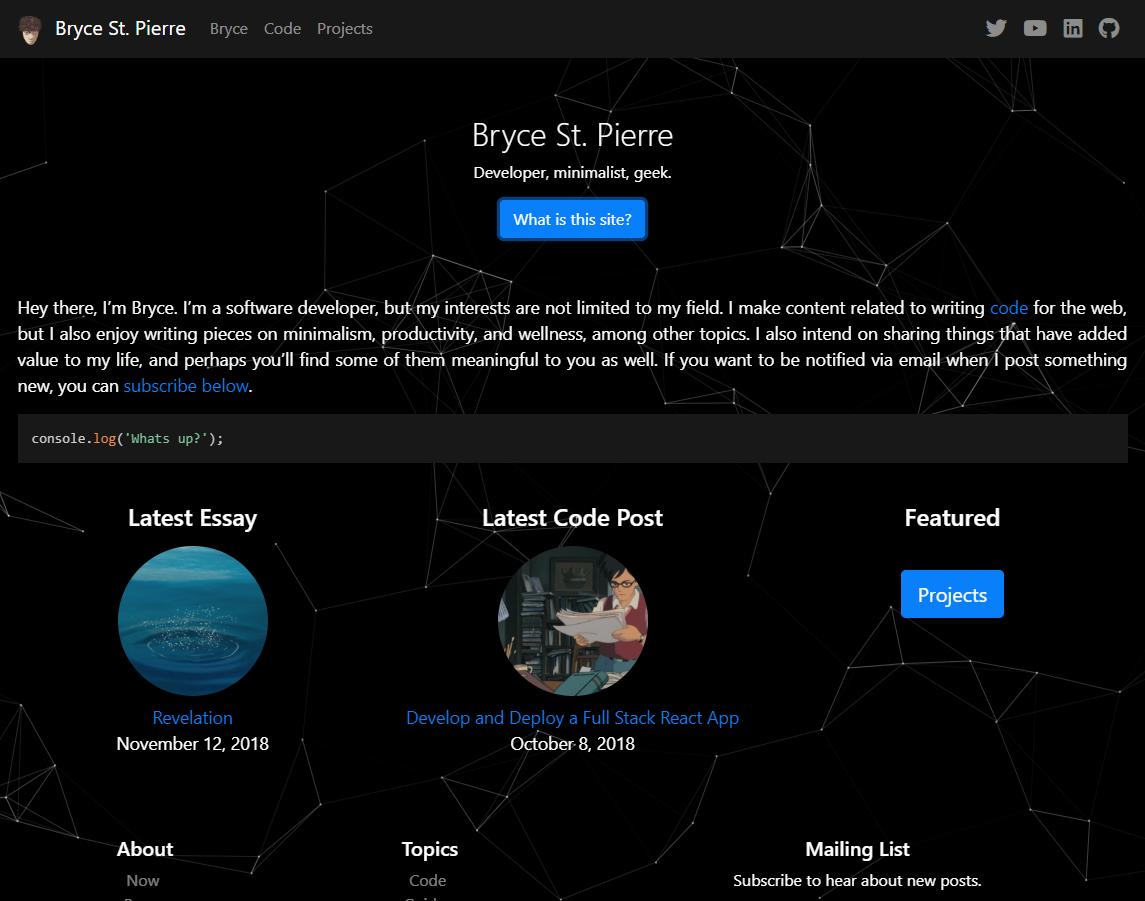 Bryce St. Pierre Bryce Code Projects
Bryce St. Pierre
Developer, minimalist, geek.
What is this site?
Hey there, I’m Bryce. I’m a software developer, but my interests are not limited to my field. I make content related to writing code for the web,
but I also enjoy writing pieces on minimalism, productivity, and wellness, among other topics. I also intend on sharing things that have added
value to my life, and perhaps you’ll find some of them meaningful to you as well. If you want to be notified via email when I post something
new, you can subscribe below.
console.log('Whats up?');
Latest Essay
Revelation
November 12, 2018
Latest Code Post
Develop and Deploy a Full Stack React App
October 8, 2018
Featured
Projects
About
Now
Topics
Code
Mailing List
Subscribe to hear about new posts.